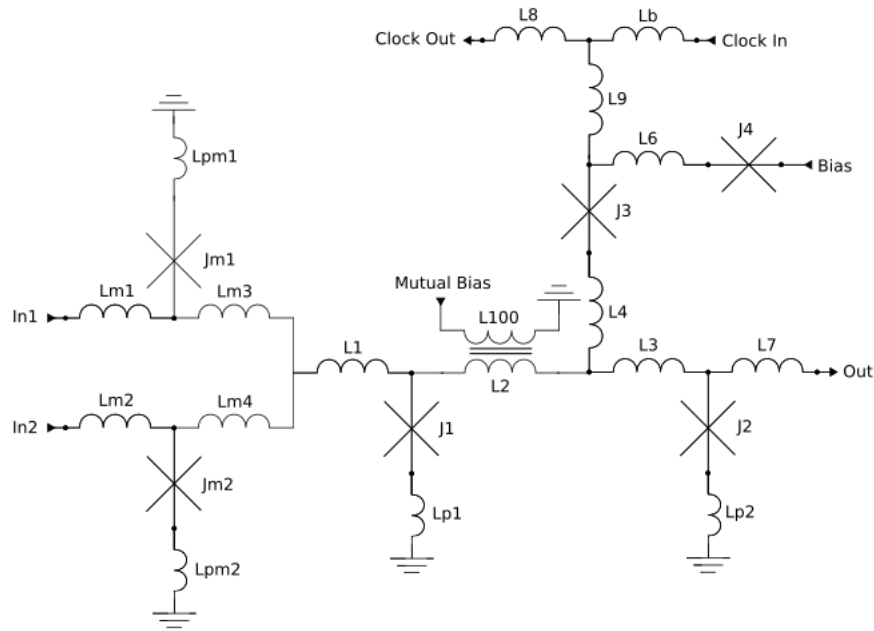 L8
Lb
Clock Out
Clock In
L9
Lpm1
L6
J4
Bias
J3
Jm1
Mutual Bias
Lm1
Lm3
In1
L100
L4
L1
L3
L7
L2
Out
Lm2
Lm4
In2
J1
J2
Jm2
Lp1
Lp2
Lpm2